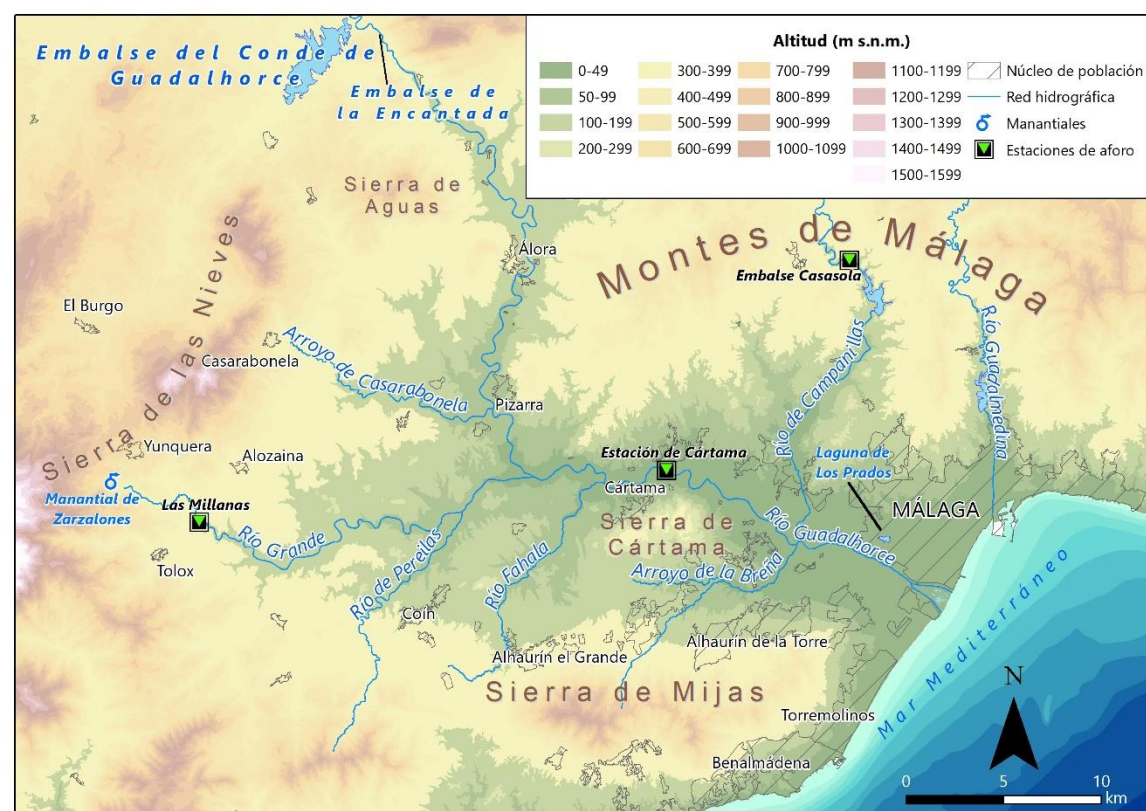 Embalse del Conde de
Guadalhorce
Embalse de
la Encantada
Altitud (m s.n.m.)
0-49
50-99
100-199
200-299
300-399
400-499
500-599
600-699
700-799
800-899
900-999
1000-1099
1100-1199
1200-1299
1300-1399
1400-1499
1500-1599
Núcleo de población
Red hidrográfica
Manantiales
Estaciones de aforo
Sierra de
Aguas
Álora
Montes de Málaga
Embalse Casasola
Sierra de las Nieves
El Burgo
Casarabonela
Arroyo de Casarabonela
Pizarra
Río de Campanillas
Río Guadalmedina
Yunquera
Alozaina
Manantial de
Zarzalones
Las Millanas
Tolox
Río Grande
Estación de Cártama
Cártama
Laguna de
Los Prados
MÁLAGA
Sierra de
Cártama
Río Guadalhorce
Río de Perellas
Río Fahala
Arroyo de la Breña
Coín
Alhaurín el Grande
Alhaurín de la Torre
Sierra de Mijas
Torremolinos
Benalmádena
Mar Mediterráneo
N
0
5
10
km